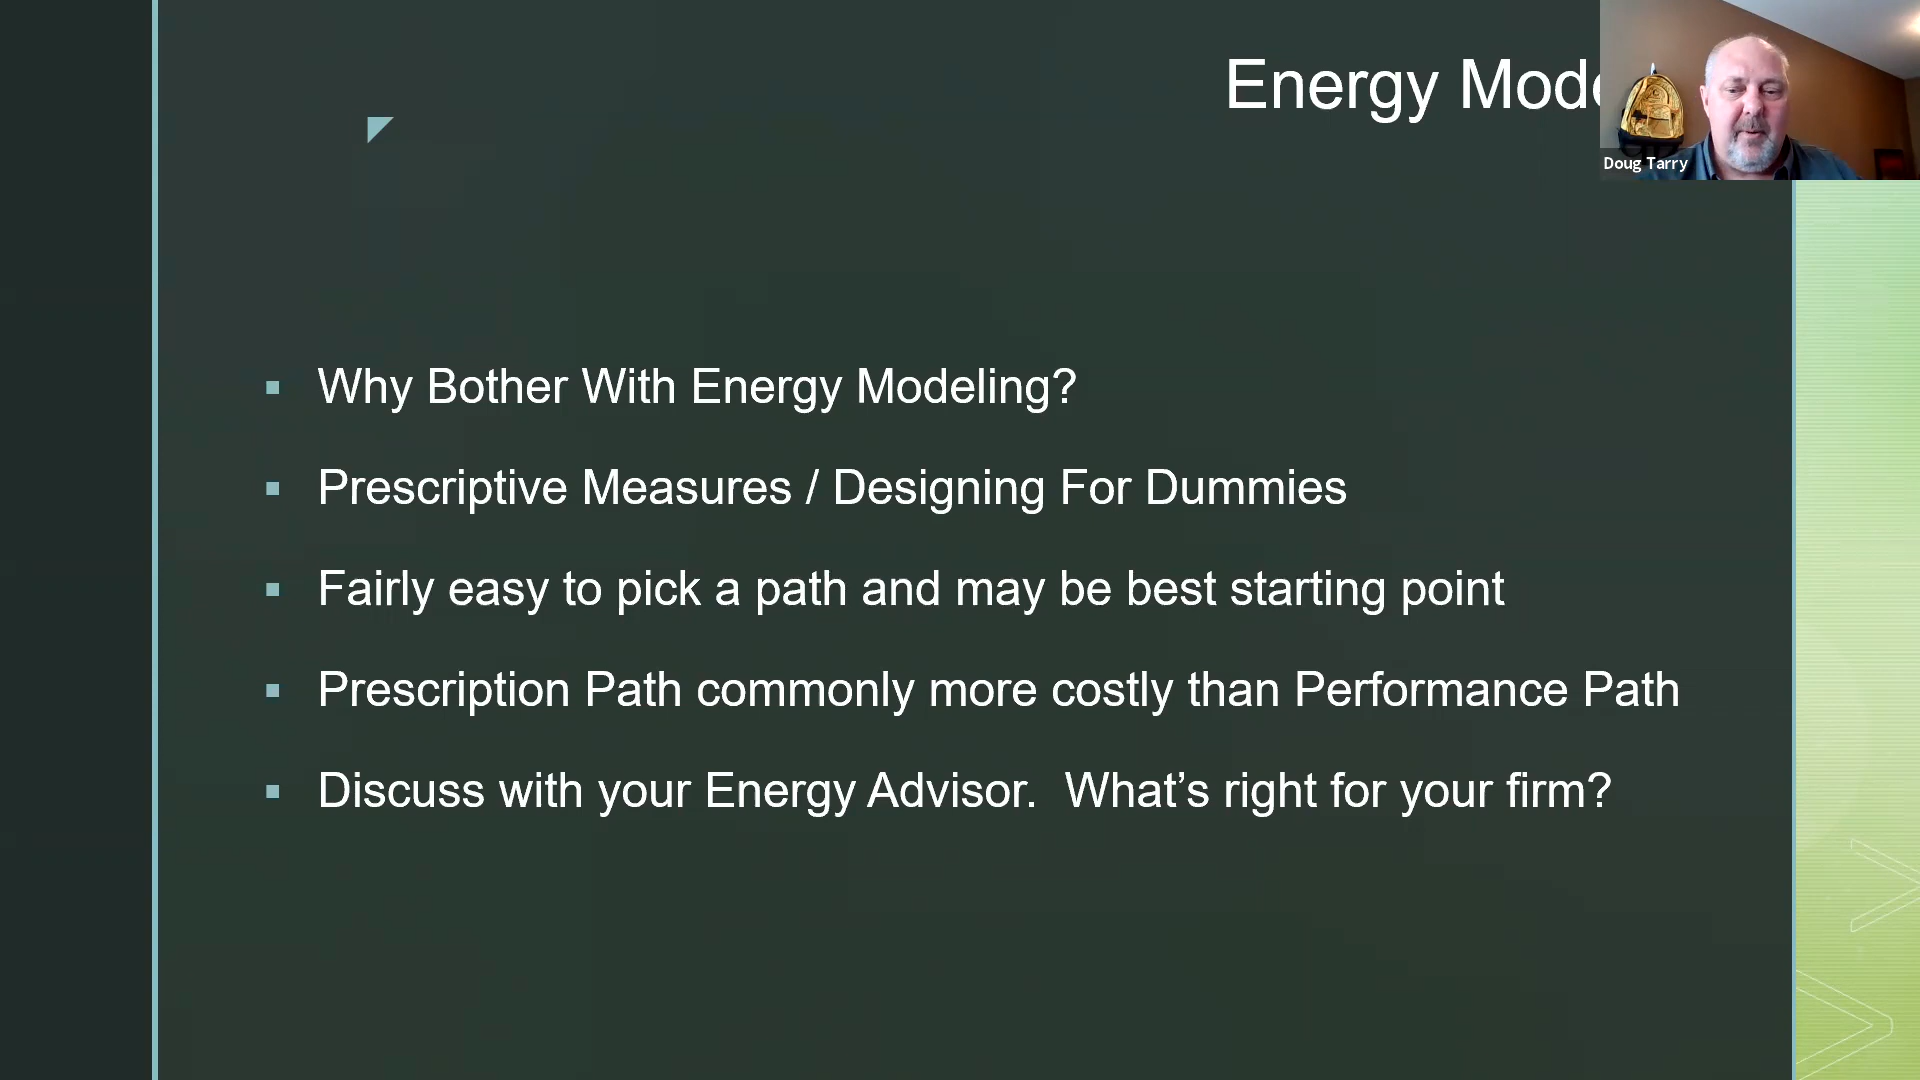 Energy
Doug Tarry
Why Bother With Energy Modeling?
Prescriptive Measures / Designing For Dummies
Fairly easy to pick a path and may be best starting point
Prescription Path commonly more costly than Performance Path
Discuss with your Energy Advisor.  What’s right for your firm?